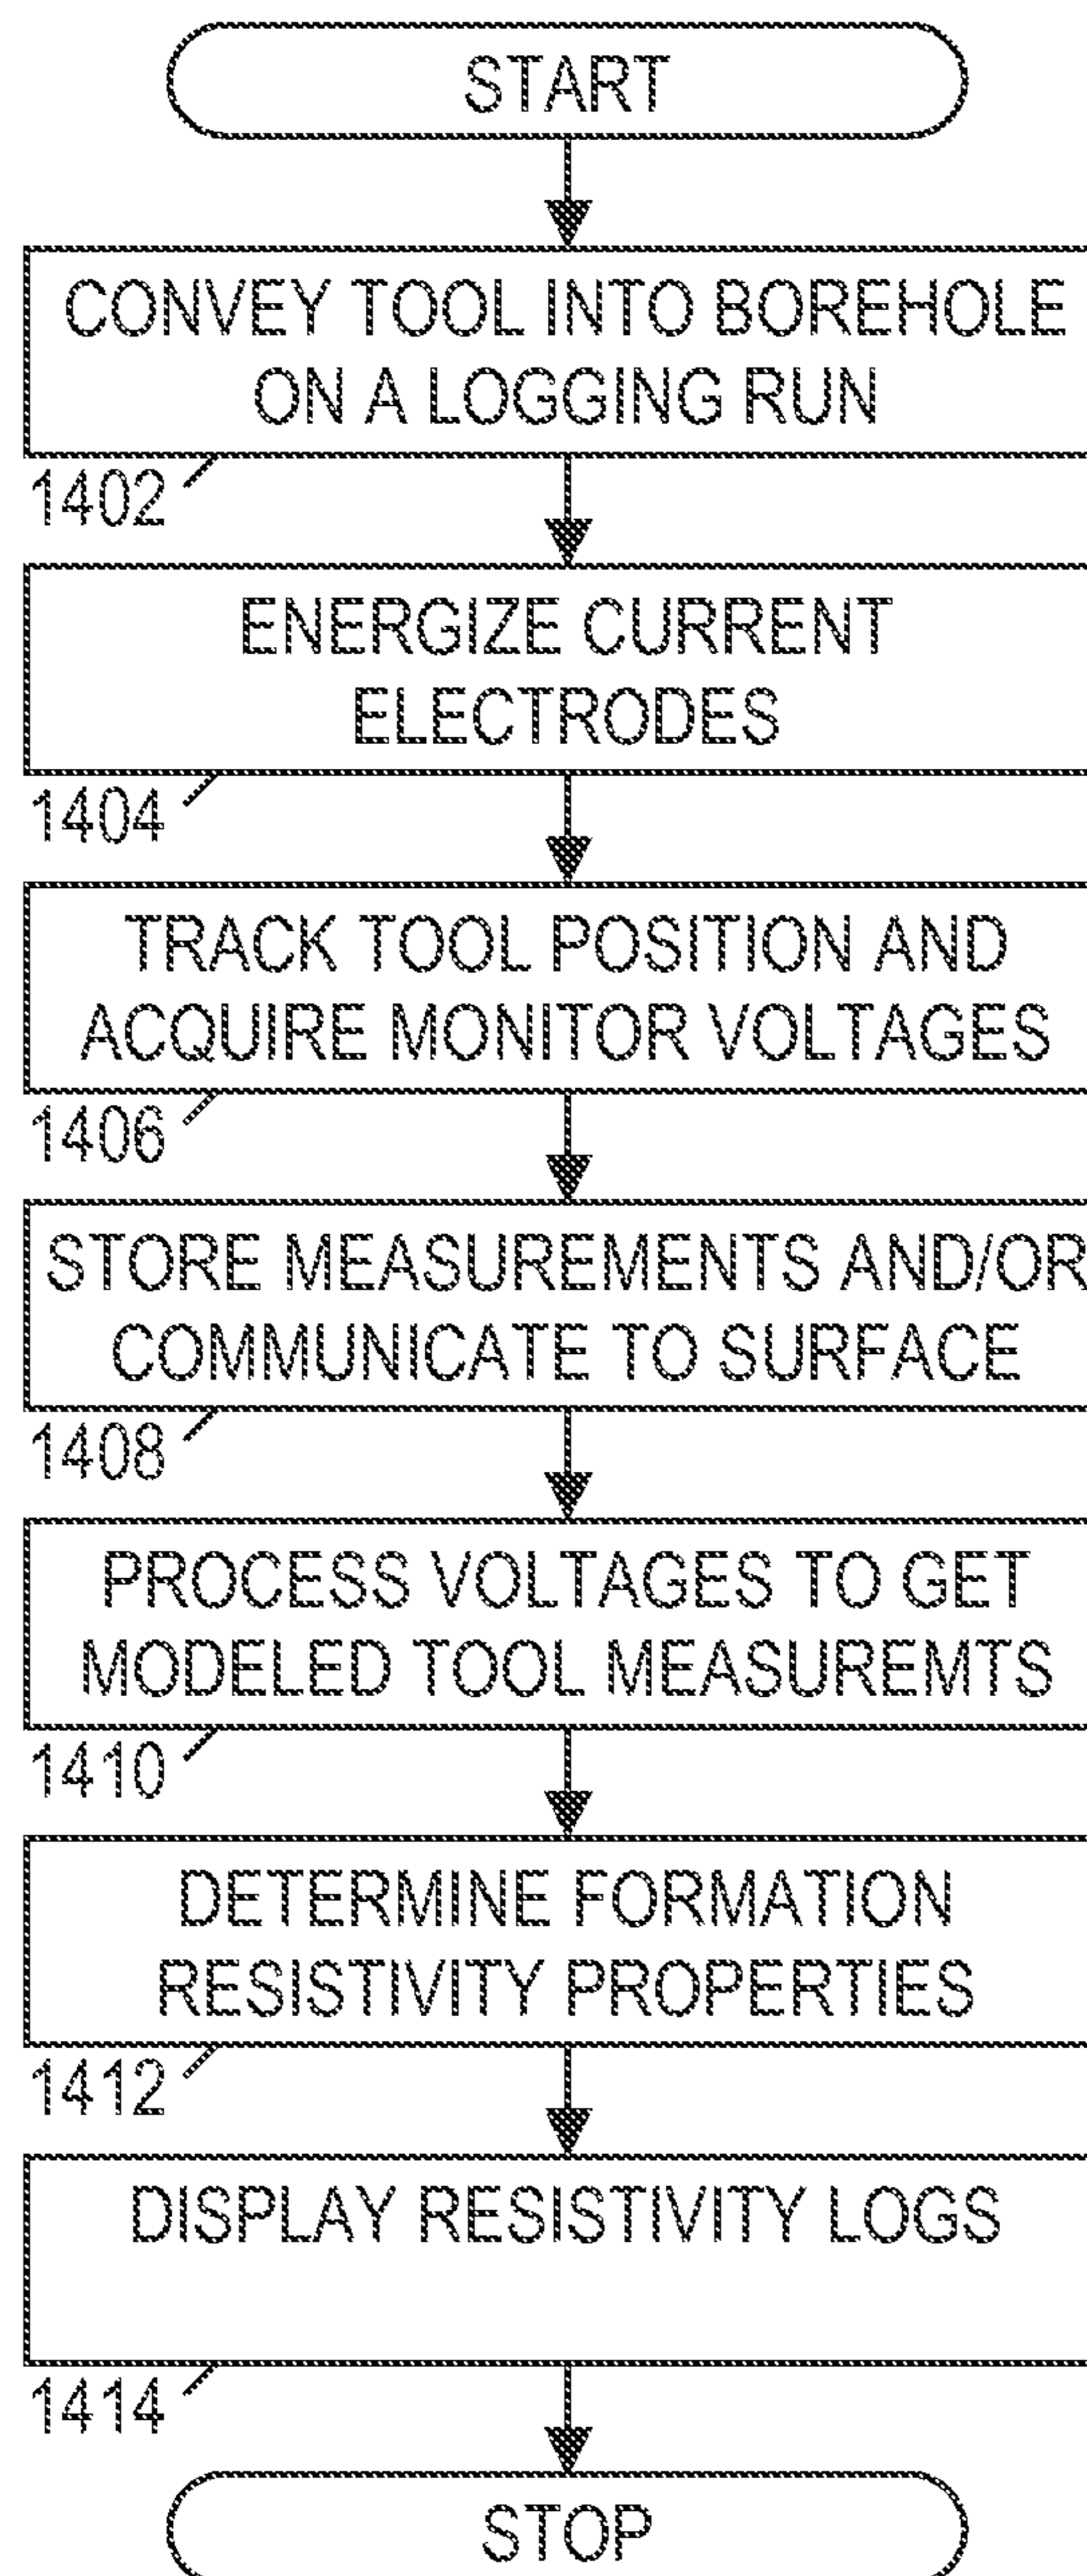 START
CONVEY TOOL INTO BOREHOLE
ON A LOGGING RUN
1402
ENERGIZE CURRENT
ELECTRODES
1404
TRACK TOOL POSITION AND
ACQUIRE MONITOR VOLTAGES
1406
STORE MEASUREMENTS AND/OR
COMMUNICATE TO SURFACE
1408
PROCESS VOLTAGES TO GET
MODELED TOOL MEASUREMTS
1410
DETERMINE FORMATION
RESISTIVITY PROPERTIES
1412
DISPLAY RESISTIVITY LOGS
1414
STOP